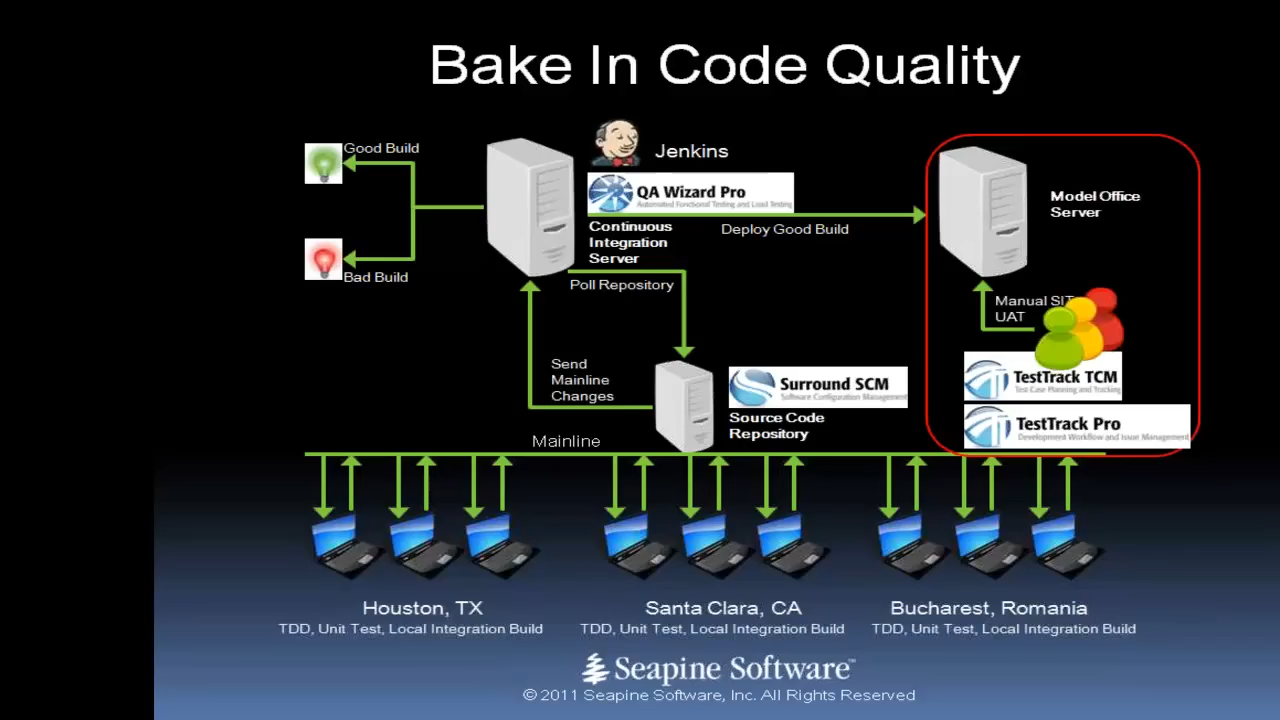 Bake In Code Quality
Good Build
Bad Build
Jenkins
QA Wizard Pro
Automated Functional Testing and Load Testing
Continuous
Integration
Server
Deploy Good Build
Poll Repository
Model Office
Server
Manual SIT
UAT
TestTrack TCM
Test Case Planning and Tracking
TestTrack Pro
Development Workflow and Issue Management
Send
Mainline
Changes
Surround SCM
Software Configuration Management
Source Code
Repository
Mainline
Houston, TX
TDD, Unit Test, Local Integration Build
Santa Clara, CA
TDD, Unit Test, Local Integration Build
Bucharest, Romania
TDD, Unit Test, Local Integration Build
Seapine Software™
© 2011 Seapine Software, Inc. All Rights Reserved